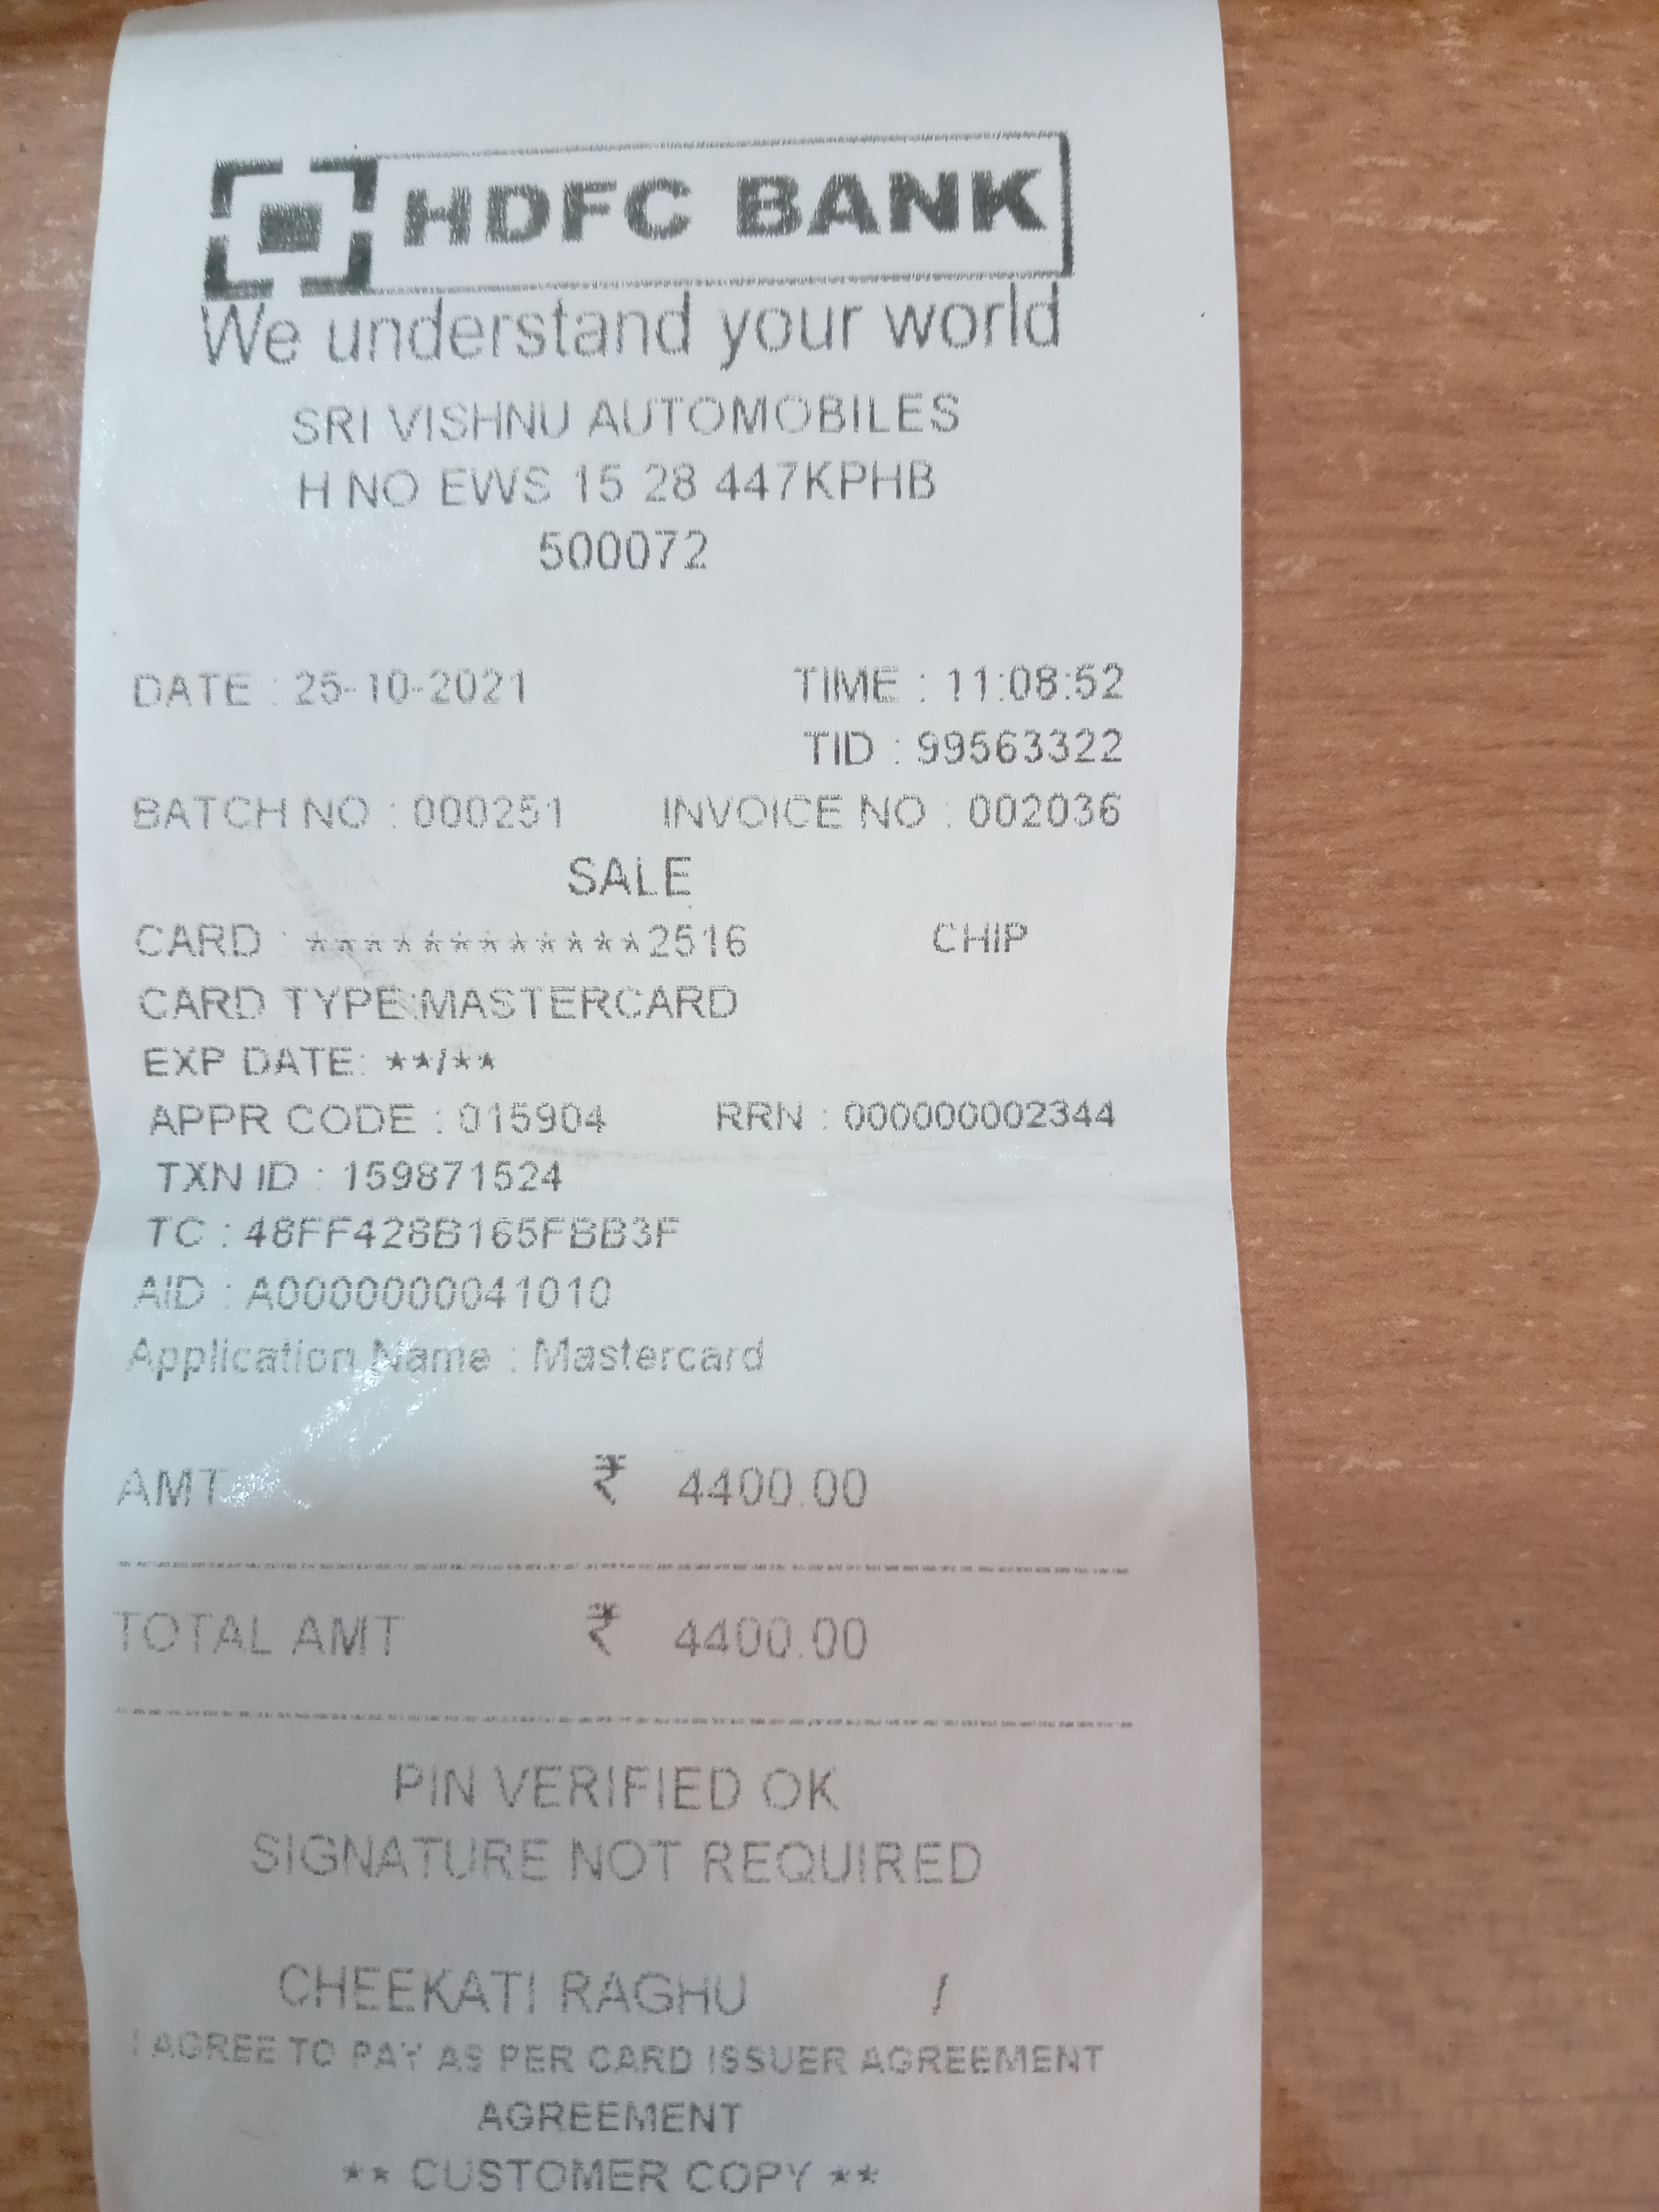 HDFC BANK
We understand your world
SRI VISHNU AUTOMOBILES
H NO EWS 15 28 447KPHB
500072
DATE : 25-10-2021 TIME : 11:08:52
TID : 99563322
BATCH NO : 000251 INVOICE NO : 002036
SALE
CARD : ************2516 CHIP
CARD TYPE:MASTERCARD
EXP DATE: **/**
APPR CODE : 015904 RRN : 000000002344
TXN ID : 159871524
TC : 48FF428B165FBB3F
AID : A0000000041010
Application Name : Mastercard
AMT ₹ 4400.00
TOTAL AMT ₹ 4400.00
PIN VERIFIED OK
SIGNATURE NOT REQUIRED
CHEEKATI RAGHU /
I AGREE TO PAY AS PER CARD ISSUER AGREEMENT
AGREEMENT
** CUSTOMER COPY **